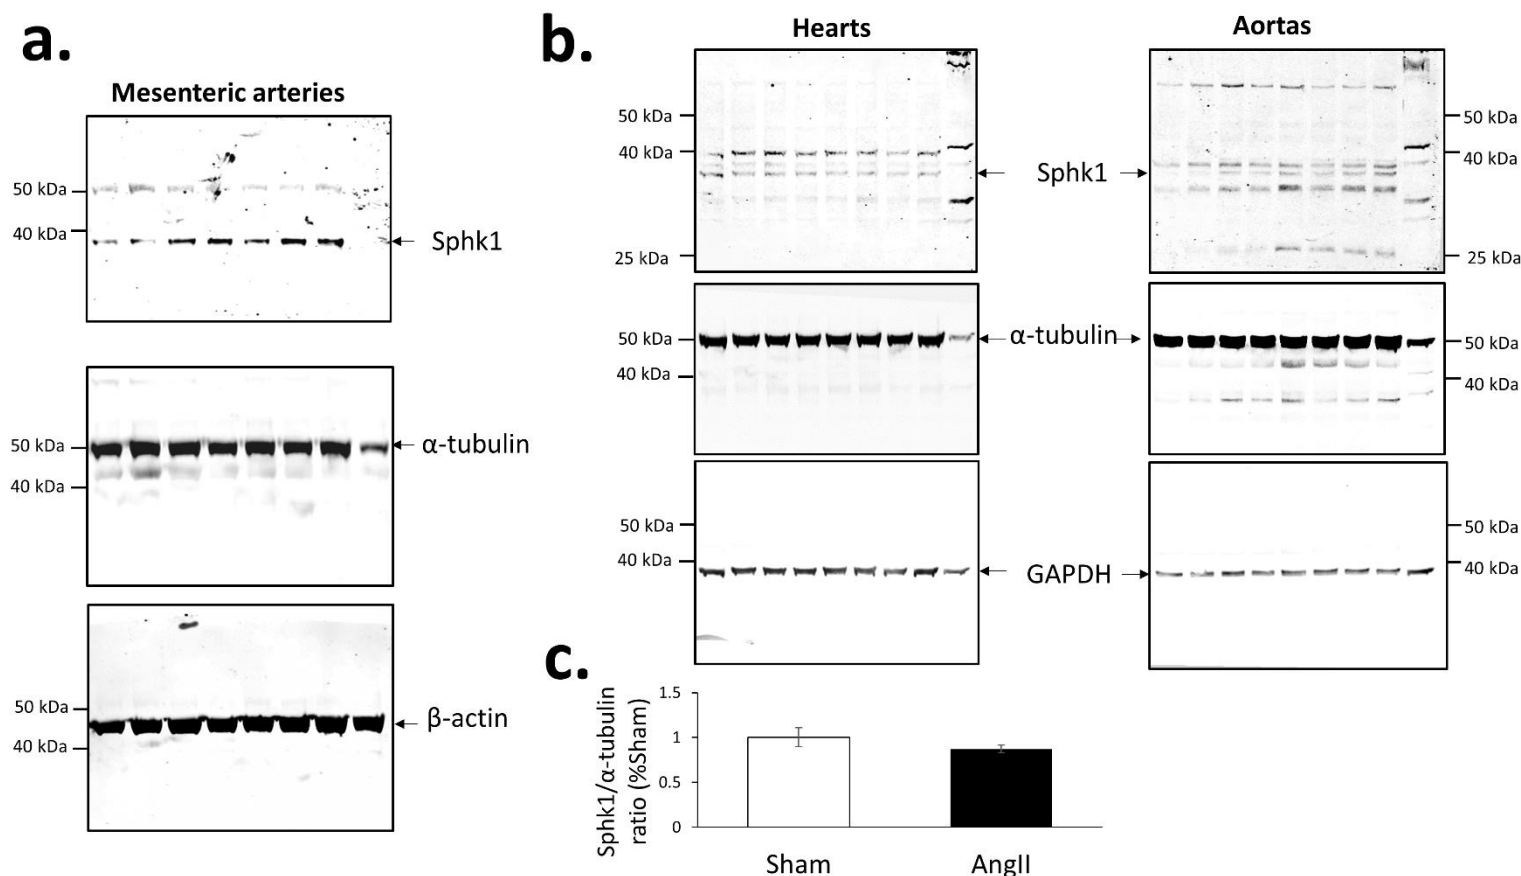 a.
Mesenteric arteries
50 kDa
40 kDa
Sphk1
50 kDa
α-tubulin
40 kDa
50 kDa
β-actin
40 kDa
b.
Hearts
Aortas
50 kDa
50 kDa
40 kDa
40 kDa
Sphk1
25 kDa
25 kDa
50 kDa
α-tubulin
50 kDa
40 kDa
40 kDa
50 kDa
50 kDa
40 kDa
40 kDa
GAPDH
c.
Sphk1/α-tubulin
ratio (%Sham)
1.5
1
0.5
0
Sham
AngII